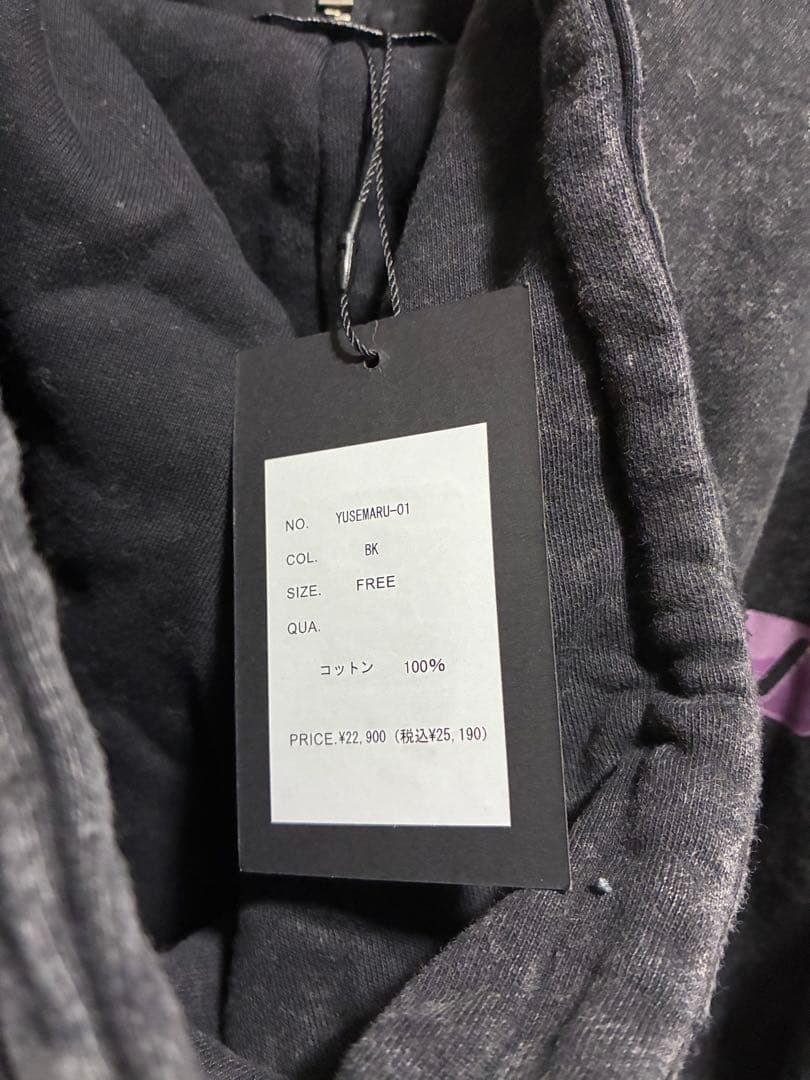 NO. YUSEMARU-01
COL. BK
SIZE. FREE
QUA.
コットン 100%
PRICE.¥22,900 (税込¥25,190)